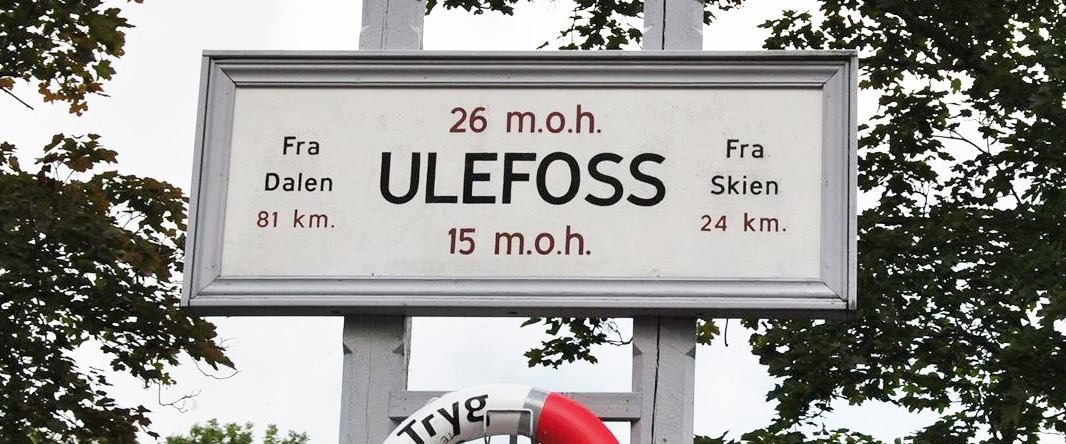 26 m.o.h.
Fra
Dalen
81 km.
ULEFOSS
Fra
Skien
24 km.
15 m.o.h.
Tryg